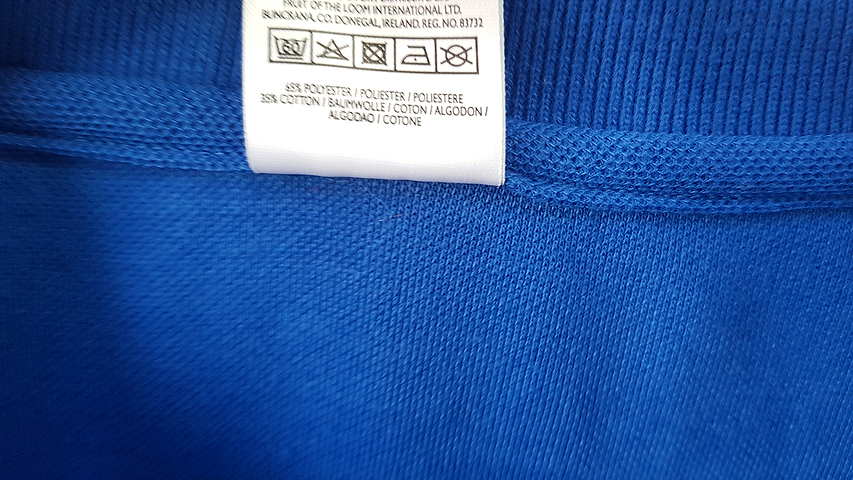 FRUIT OF THE LOOM INTERNATIONAL LTD.
BUNCRANA, CO. DONEGAL, IRELAND. REG. NO. 83732
60
65% POLYESTER / POLIESTER / POLIESTERE
35% COTTON / BAUMWOLLE / COTON / ALGODON /
ALGODAO / COTONE